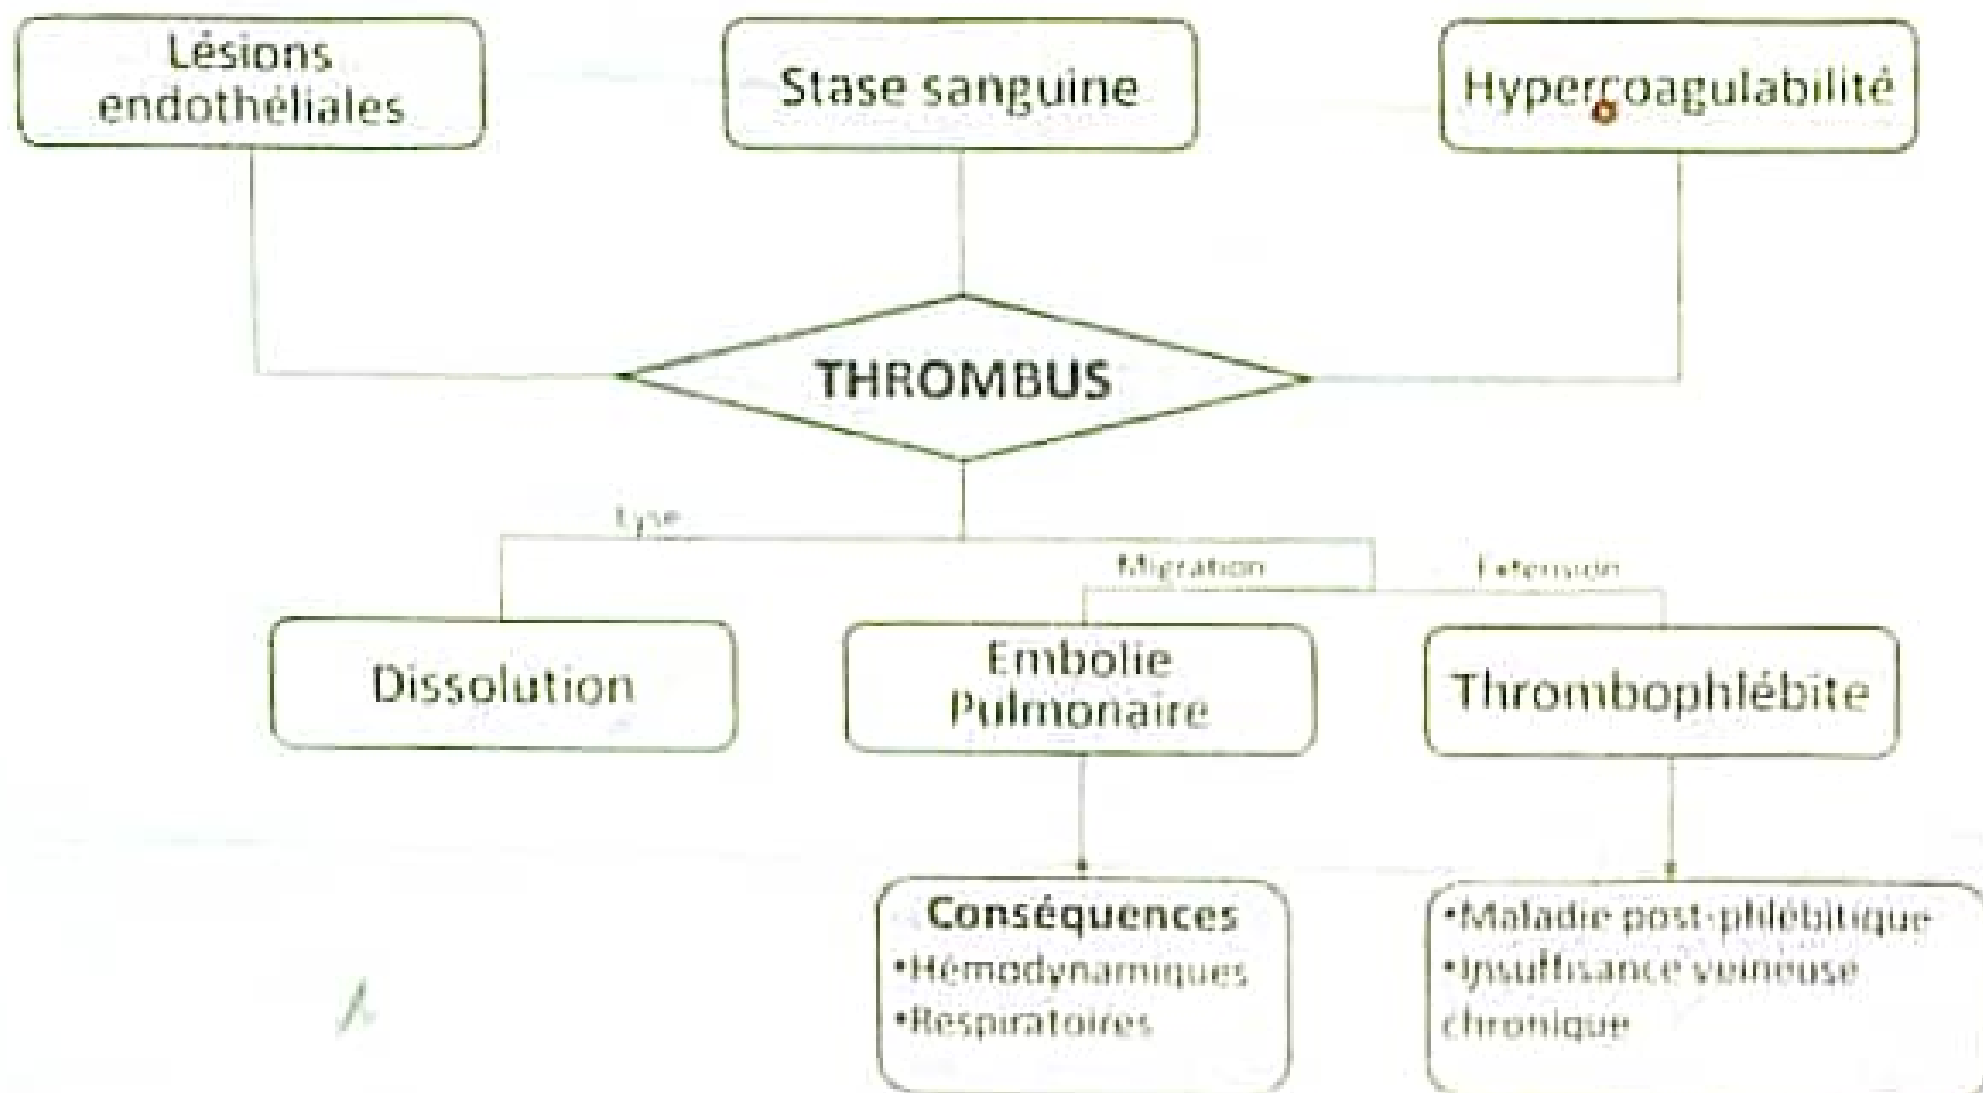 Lésions
endothéliales
Stase sanguine
Hypercoagulabilité
THROMBUS
Lyse
Migration
Extension
Dissolution
Embolie
Pulmonaire
Thrombophlébite
Conséquences
•Hémodynamiques
•Respiratoires
•Maladie post-phlébitique
•Insuffisance veineuse
chronique